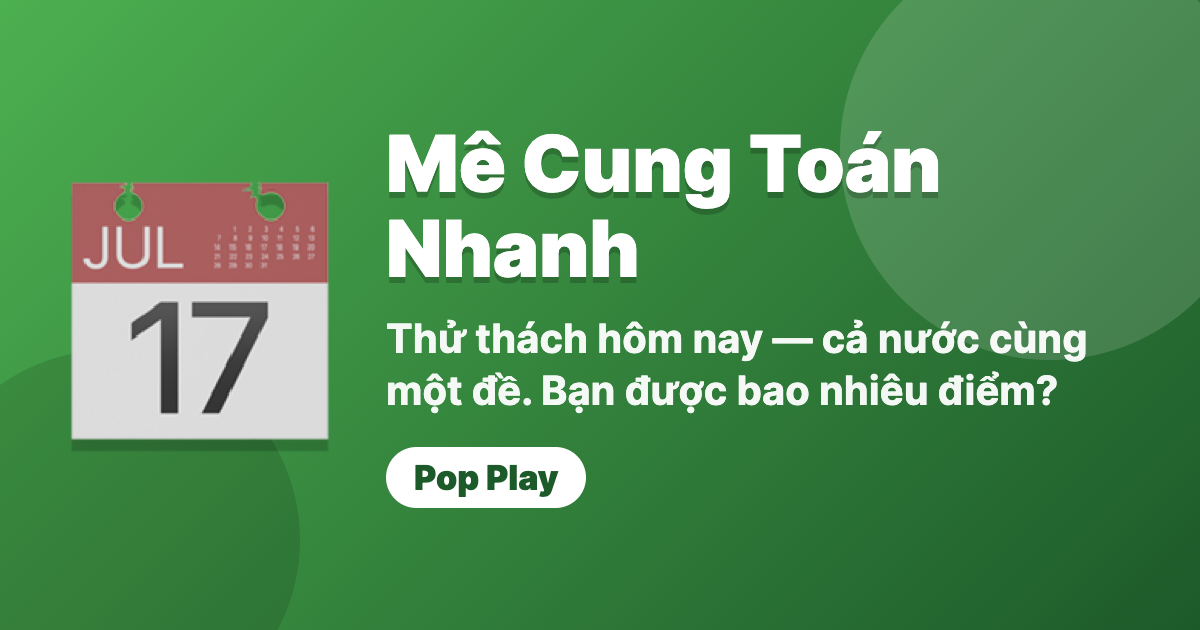 Mê Cung Toán
Nhanh
Thử thách hôm nay — cả nước cùng
một đề. Bạn được bao nhiêu điểm?
Pop Play
JUL
17